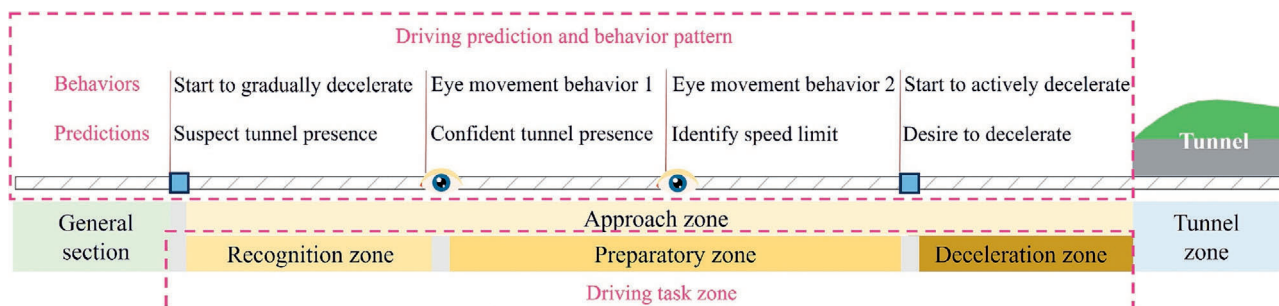 Driving prediction and behavior pattern
Behaviors Start to gradually decelerate Eye movement behavior 1 Eye movement behavior 2 Start to actively decelerate
Predictions Suspect tunnel presence Confident tunnel presence Identify speed limit Desire to decelerate
Tunnel
General section
Approach zone
Tunnel zone
Recognition zone Preparatory zone Deceleration zone
Driving task zone